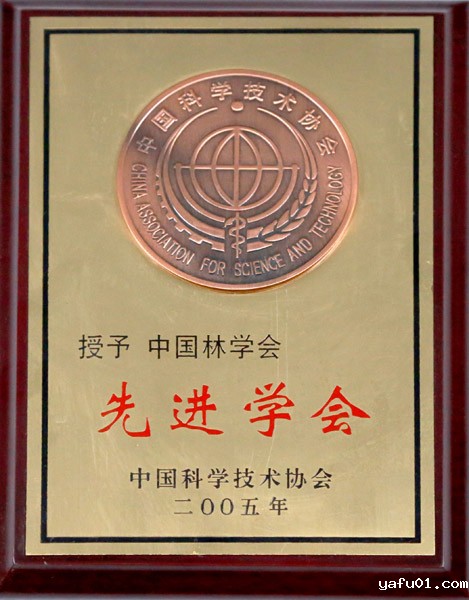 中国科学技术协会
CHINA ASSOCIATION FOR SCIENCE AND TECHNOLOGY
授予 中国林学会
先进学会
中国科学技术协会
二〇〇五年
yafu01.com